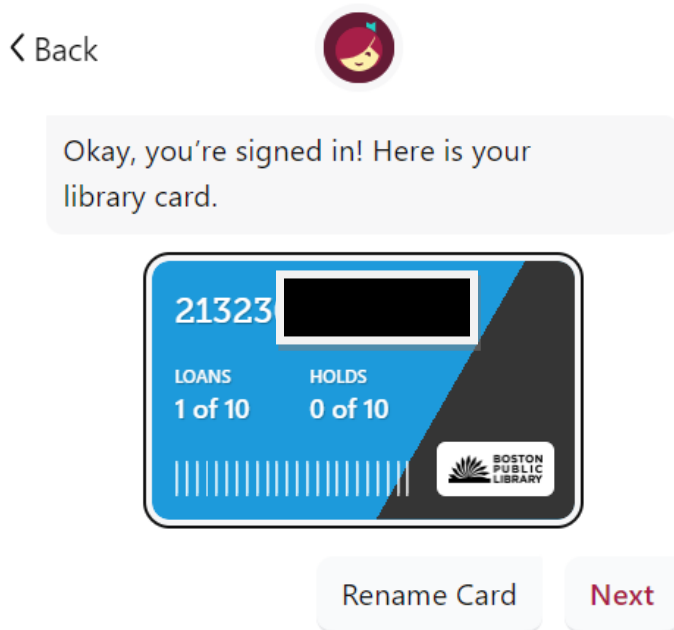 Back
Okay, you’re signed in! Here is your
library card.
21323
LOANS
HOLDS
1 of 10
0 of 10
BOSTON
PUBLIC
LIBRARY
Rename Card
Next